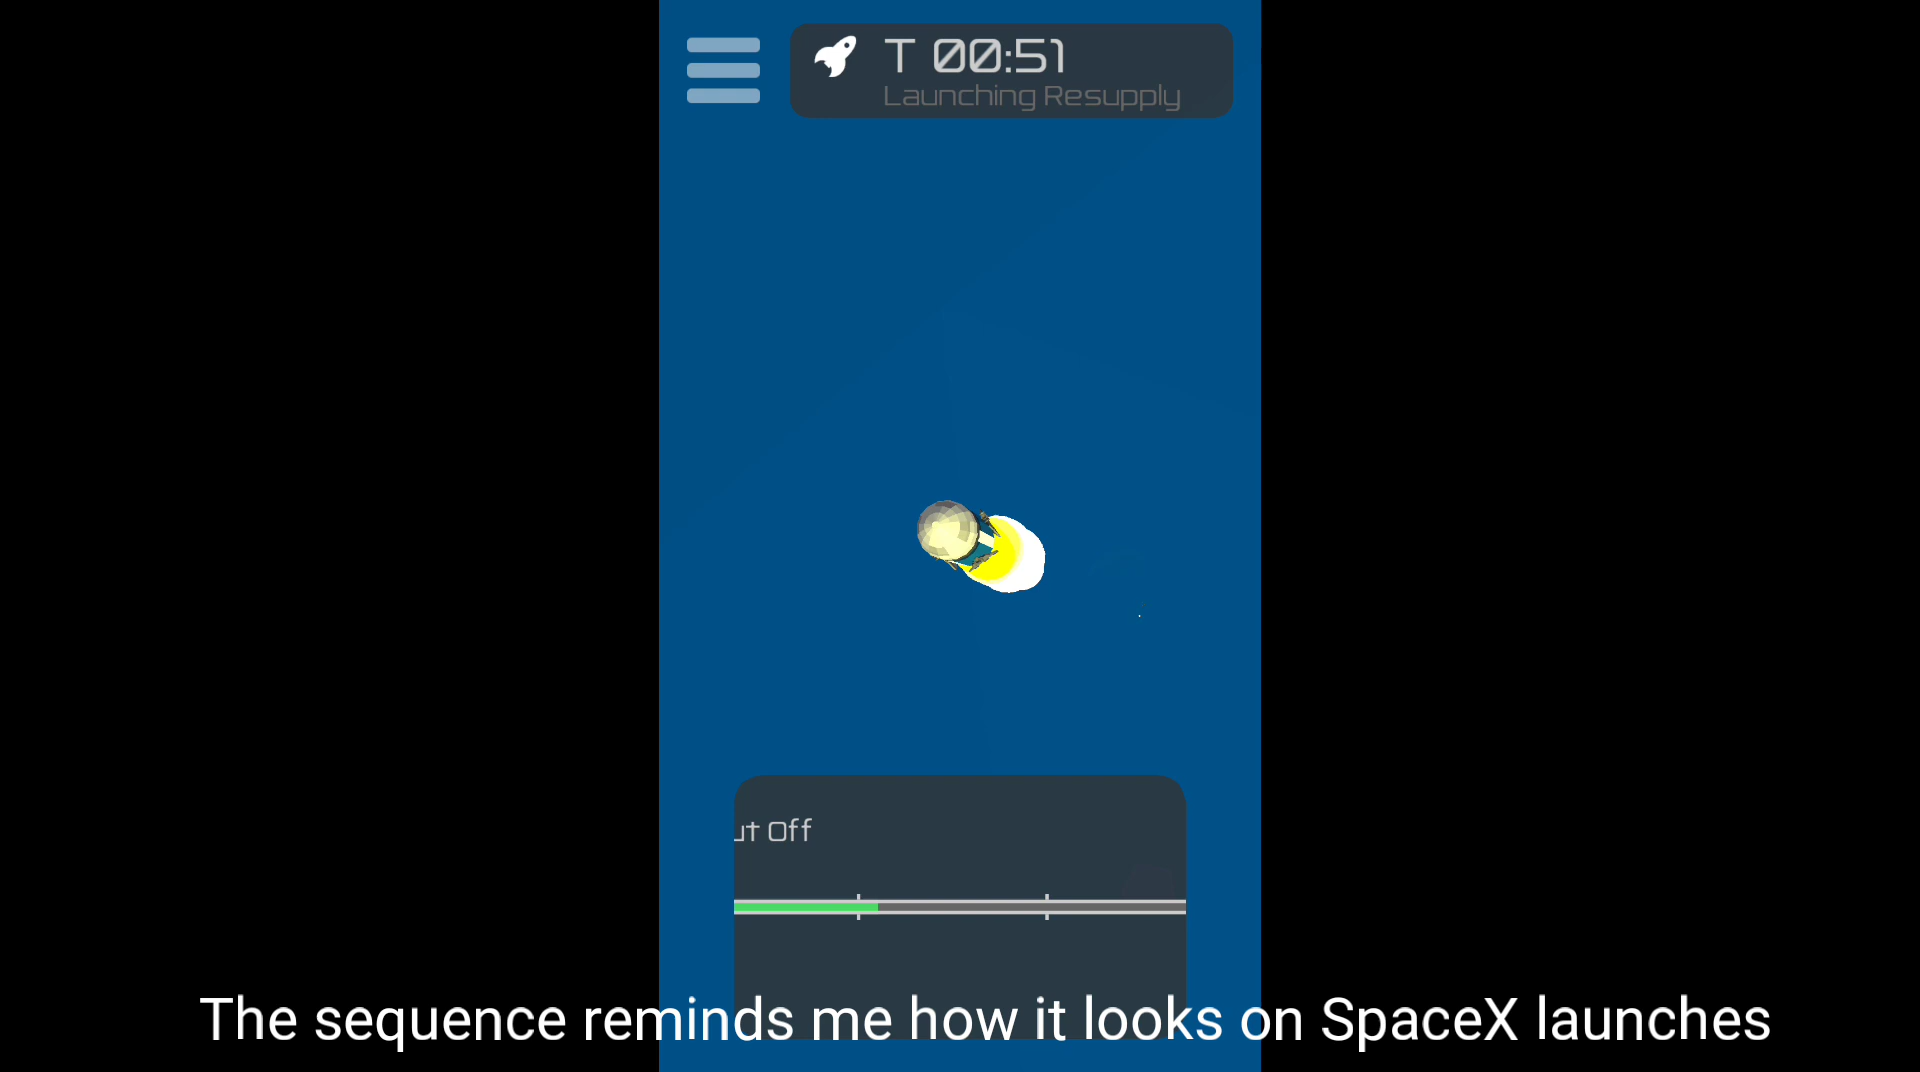 T 00:51
Launching Resupply
ut Off
The sequence reminds me how it looks on SpaceX launches